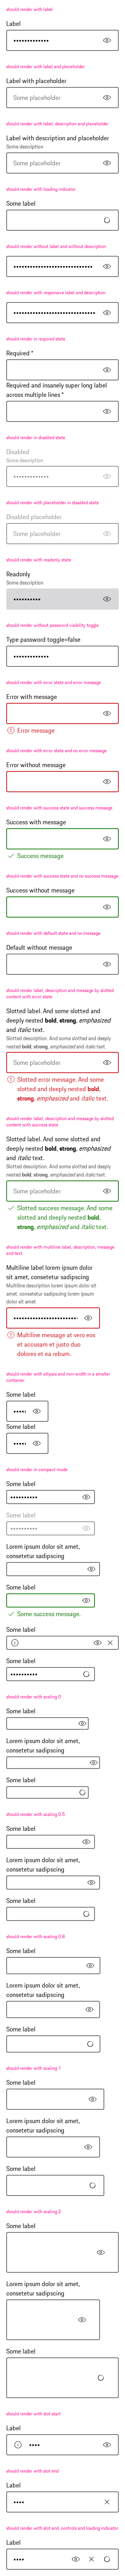 should render with label
Label
•••••••••••••
should render with label and placeholder
Label with placeholder
Some placeholder
should render with label, description and placeholder
Label with description and placeholder
Some description
Some placeholder
should render with loading indicator
Some label
should render without label and without description
should render with responsive label and description
should render in required state
Required *
Required and insanely super long label
across multiple lines *
should render in disabled state
Disabled
Some description
•••••••••••••
should render with placeholder in disabled state
Disabled placeholder
Some placeholder
should render with readonly state
Readonly
Some description
••••••••••
should render without password visibility toggle
Type password toggle=false
•••••••••••••
should render with error state and error message
Error with message
Error message
should render with error state and no error message
Error without message
should render with success state and success message
Success with message
Success message
should render with success state and no success message
Success without message
should render with default state and no message
Default without message
should render label, description and message by slotted
content with error state
Slotted label. And some slotted and
deeply nested bold, strong, emphasized
and italic text.
Slotted description. And some slotted and deeply
nested bold, strong, emphasized and italic text.
Some placeholder
Slotted error message. And some
slotted and deeply nested bold,
strong, emphasized and italic text.
should render label, description and message by slotted
content with success state
Slotted label. And some slotted and
deeply nested bold, strong, emphasized
and italic text.
Slotted description. And some slotted and deeply
nested bold, strong, emphasized and italic text.
Some placeholder
Slotted success message. And some
slotted and deeply nested bold,
strong, emphasized and italic text.
should render with multiline label, description, message
and text
Multiline label lorem ipsum dolor
sit amet, consetetur sadipscing
Multiline description lorem ipsum dolor sit
amet, consetetur sadipscing lorem ipsum
dolor sit amet
Multiline message at vero eos
et accusam et justo duo
dolores et ea rebum.
should render with ellipsis and min-width in a smaller
container
Some label
Some label
should render in compact mode
Some label
••••••••••
Some label
••••••••••
Lorem ipsum dolor sit amet,
consetetur sadipscing
Some label
Some success message.
Some label
Some label
••••••••••
should render with scaling 0
Some label
Lorem ipsum dolor sit amet,
consetetur sadipscing
Some label
should render with scaling 0.5
Some label
Lorem ipsum dolor sit amet,
consetetur sadipscing
Some label
should render with scaling 0.8
Some label
Lorem ipsum dolor sit amet,
consetetur sadipscing
Some label
should render with scaling 1
Some label
Lorem ipsum dolor sit amet,
consetetur sadipscing
Some label
should render with scaling 2
Some label
Lorem ipsum dolor sit amet,
consetetur sadipscing
Some label
should render with slot start
Label
••••
should render with slot end
Label
••••
should render with slot end, controls and loading indicator
Label
••••